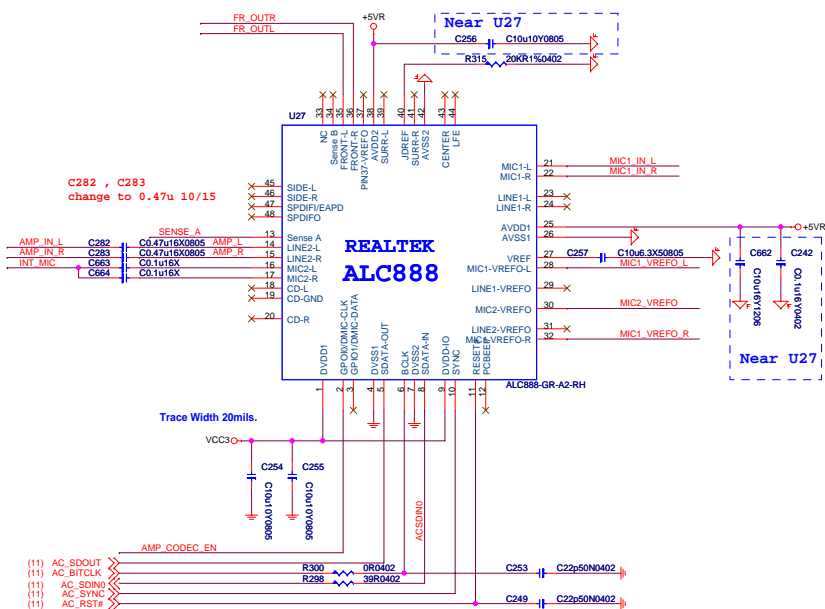 FR_OUTR
FR_OUTL
+5VR
Near U27
C256
C10u10Y0805
R315
20KR1%0402
U27
33
34
35
36
37
38
39
40
41
42
43
44
NC
Sense B
FRONT-L
FRONT-R
PIN37-VREFO
AVDD2
SURR-L
JDREF
SURR-R
AVSS2
CENTER
LFE
C282 , C283
change to 0.47u 10/15
45
46
47
48
SIDE-L
SIDE-R
SPDIFI/EAPD
SPDIFO
SENSE_A
13
Sense A
AMP_IN_L
C282
C0.47u16X0805
AMP_L
14
LINE2-L
AMP_IN_R
C283
C0.47u16X0805
AMP_R
15
LINE2-R
INT_MIC
C663
C0.1u16X
16
MIC2-L
C664
C0.1u16X
17
MIC2-R
18
CD-L
19
CD-GND
20
CD-R
REALTEK
ALC888
MIC1-L
21
MIC1_IN_L
MIC1-R
22
MIC1_IN_R
LINE1-L
23
LINE1-R
24
AVDD1
25
+5VR
AVSS1
26
VREF
27
C257
C10u6.3X50805
MIC1-VREFO-L
28
MIC1_VREFO_L
LINE1-VREFO
29
MIC2-VREFO
30
MIC2_VREFO
LINE2-VREFO
31
MIC1-VREFO-R
32
MIC1_VREFO_R
C662
C10u16Y1206
C242
C0.1u16Y0402
Near U27
DVDD1
GPIO0/DMIC-CLK
GPIO1/DMIC-DATA
DVSS1
SDATA-OUT
BCLK
DVSS2
SDATA-IN
DVDD-IO
SYNC
RESET#
PCBEEP
ALC888-GR-A2-RH
1
2
3
4
5
6
7
8
9
10
11
12
Trace Width 20mils.
VCC3
C254
C10u10Y0805
C255
C10u10Y0805
ACSDIN0
AMP_CODEC_EN
(11) AC_SDOUT
(11) AC_BITCLK
R300
0R0402
C253
C22p50N0402
(11) AC_SDIN0
R298
39R0402
(11) AC_SYNC
(11) AC_RST#
C249
C22p50N0402